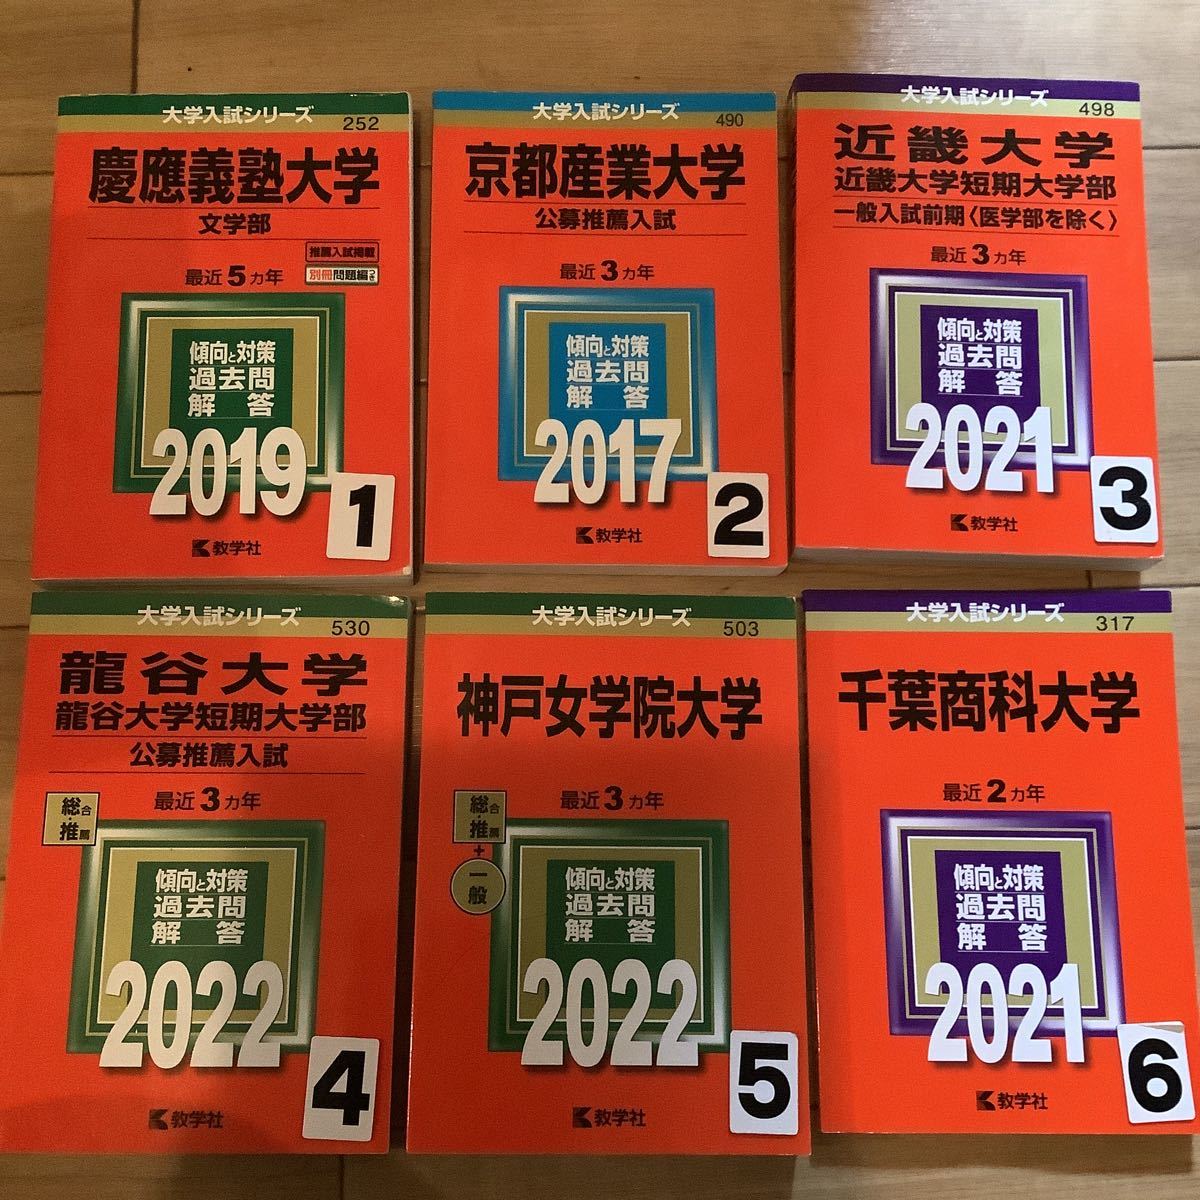 大学入試シリーズ
252
慶應義塾大学
文学部
推薦入試掲載
最近5カ年
別冊問題編つき
傾向と対策
過去問
解答
2019
1
教学社
大学入試シリーズ
490
京都産業大学
公募推薦入試
最近3カ年
傾向と対策
過去問
解答
2017
2
教学社
大学入試シリーズ
498
近畿大学
近畿大学短期大学部
一般入試前期〈医学部を除く〉
最近3カ年
傾向と対策
過去問
解答
2021
3
教学社
大学入試シリーズ
530
龍谷大学
龍谷大学短期大学部
公募推薦入試
最近3カ年
総合・推薦
傾向と対策
過去問
解答
2022
4
教学社
大学入試シリーズ
503
神戸女学院大学
最近3カ年
総合・推薦
+
一般
傾向と対策
過去問
解答
2022
5
教学社
大学入試シリーズ
317
千葉商科大学
最近2カ年
傾向と対策
過去問
解答
2021
6
教学社